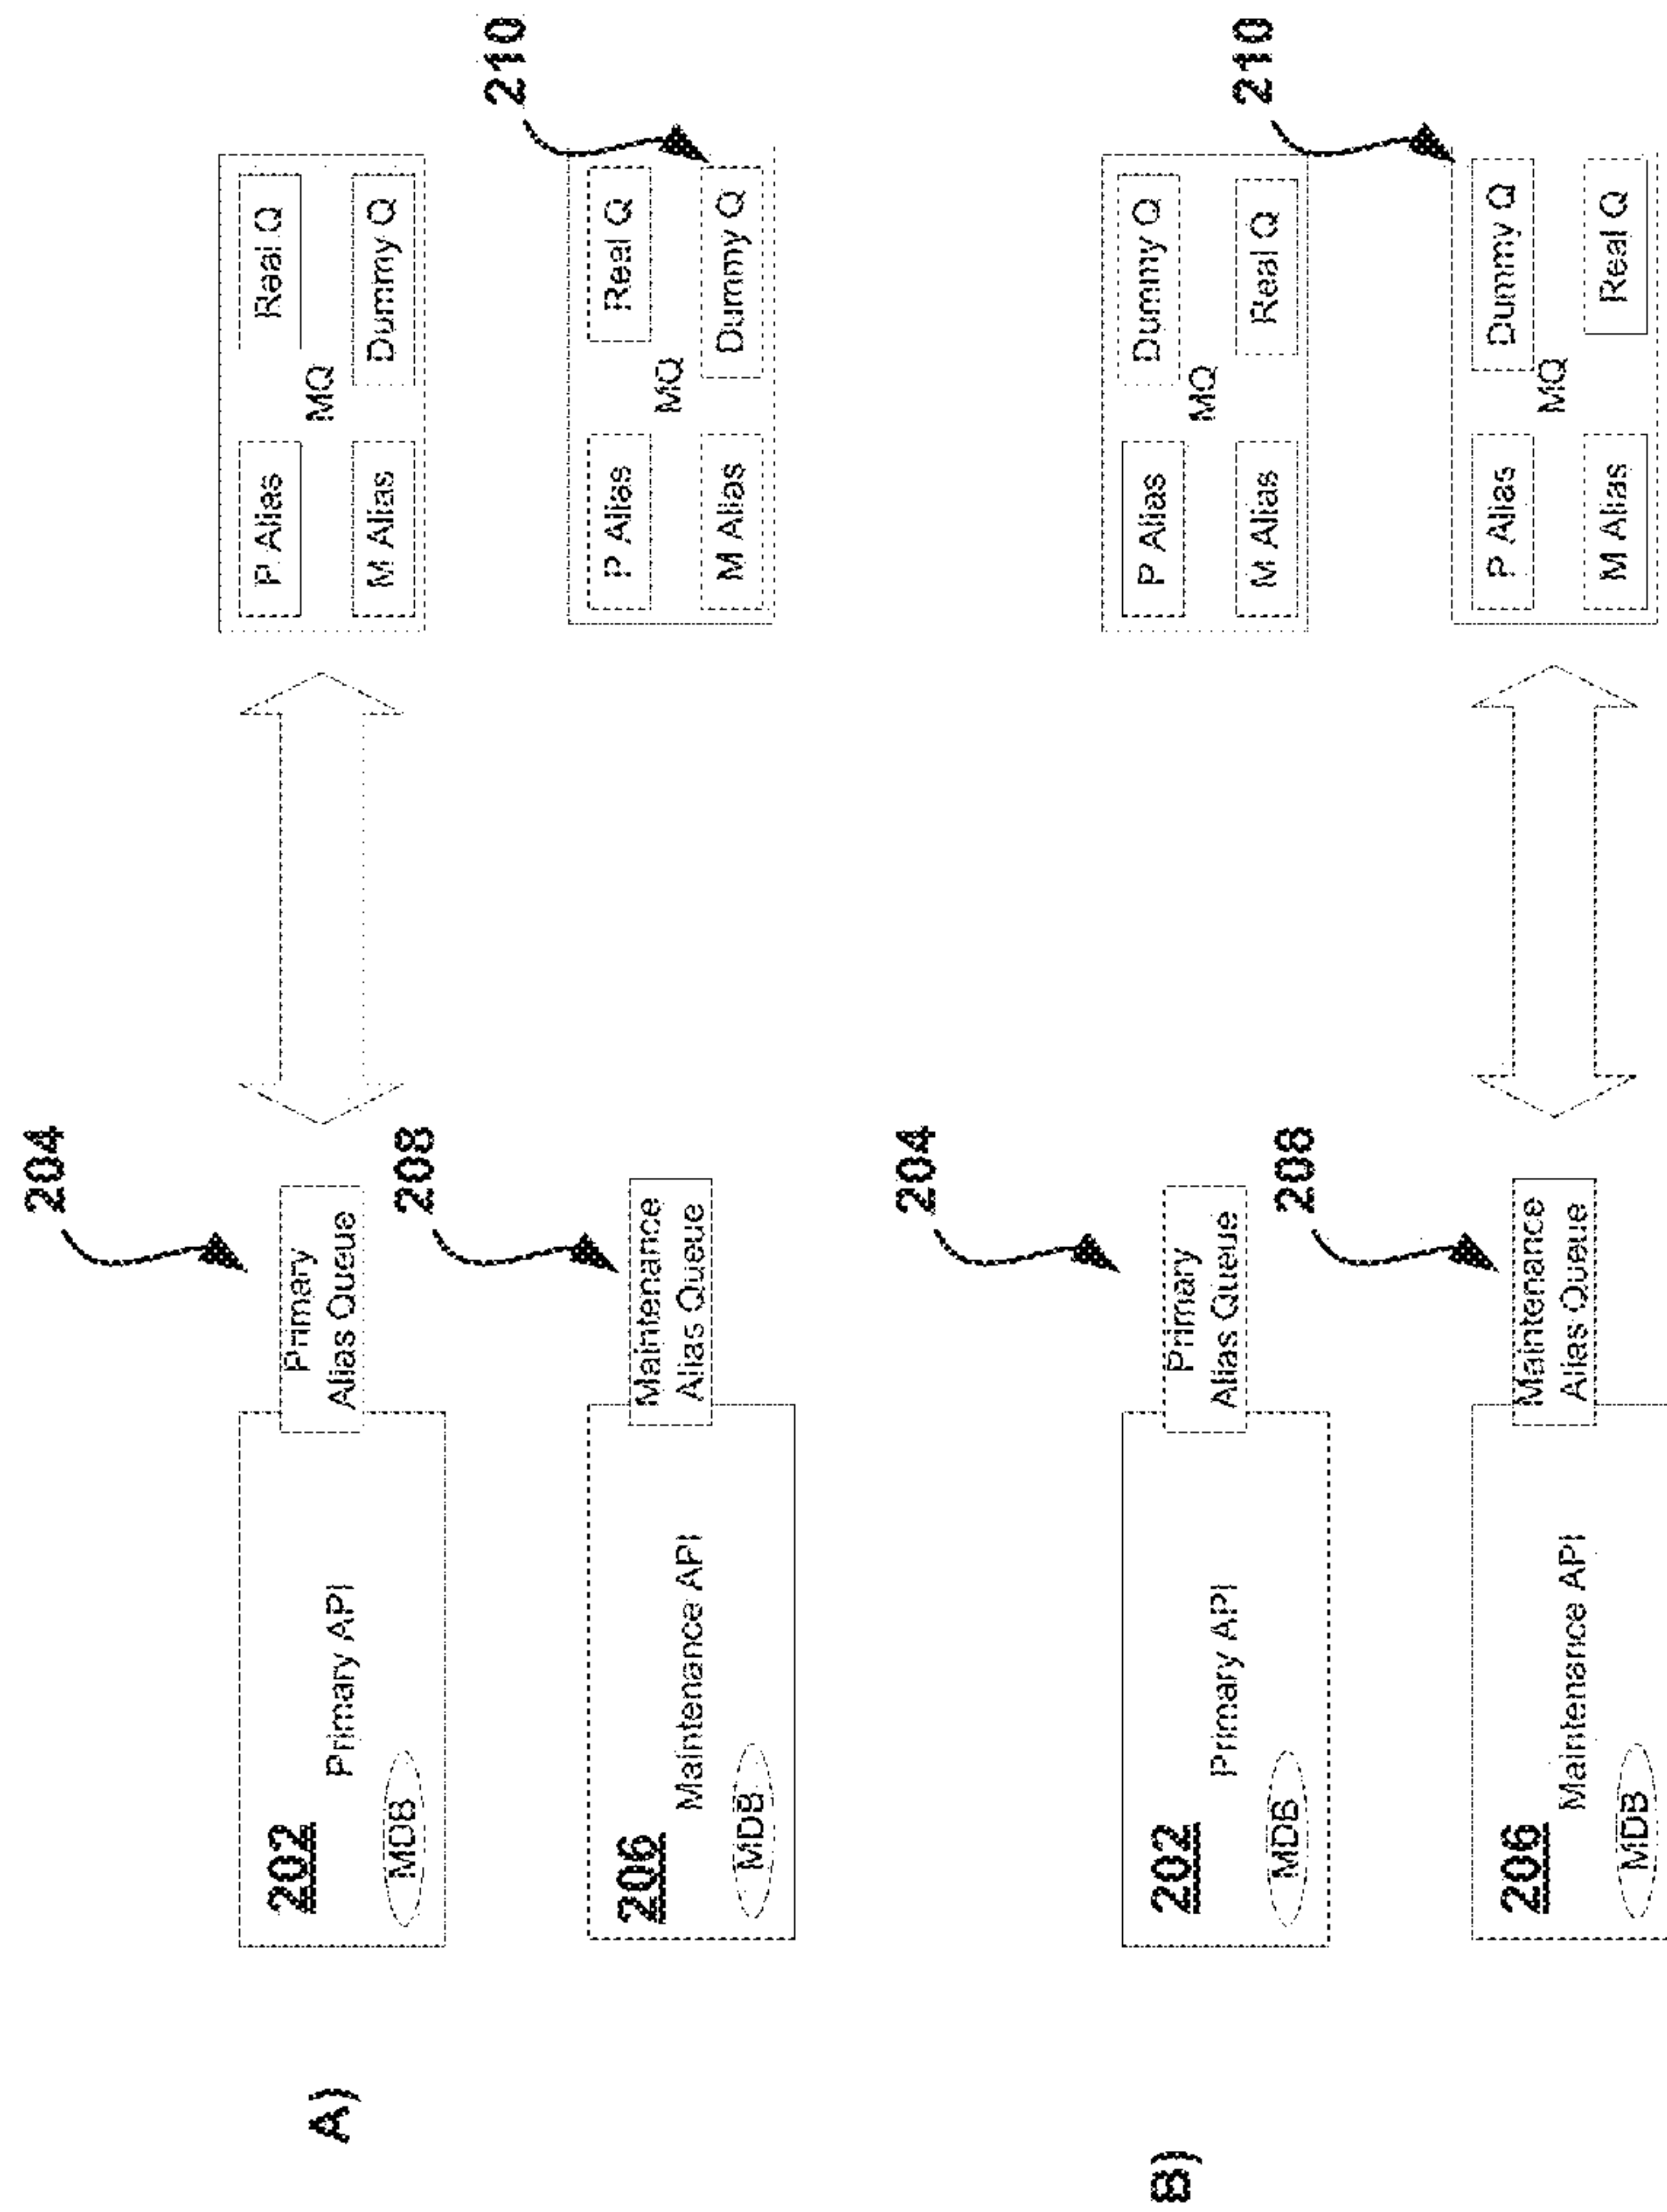 204
A)
202
Primary API
MDB
Primary
Alias Queue
P Alias
Real Q
MQ
M Alias
Dummy Q
208
210
206
Maintenance API
MDB
Maintenance
Alias Queue
P Alias
Real Q
MQ
M Alias
Dummy Q
204
B)
202
Primary API
MDB
Primary
Alias Queue
P Alias
Dummy Q
MQ
M Alias
Real Q
208
210
206
Maintenance API
MDB
Maintenance
Alias Queue
P Alias
Dummy Q
MQ
M Alias
Real Q